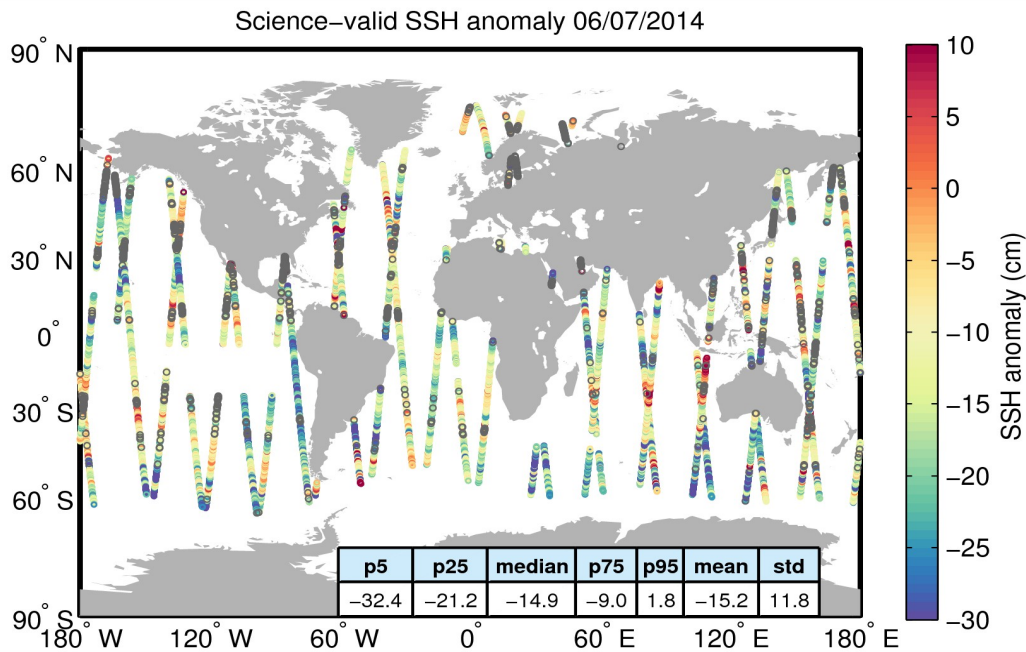 Science−valid SSH anomaly 06/07/2014
90° N
60° N
30° N
0°
30° S
60° S
90° S
180° W
120° W
60° W
0°
60° E
120° E
180° E
p5 p25 median p75 p95 mean std
−32.4 −21.2 −14.9 −9.0 1.8 −15.2 11.8
10
5
0
−5
−10
−15
−20
−25
−30
SSH anomaly (cm)